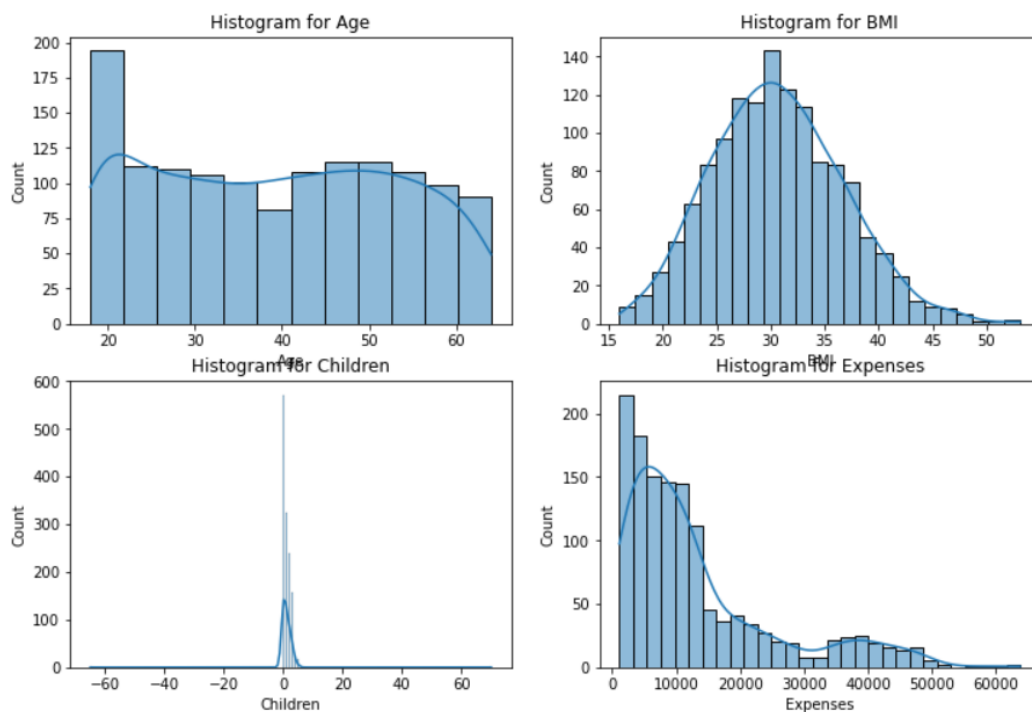 Histogram for Age
200
175
150
125
100
75
50
25
0
Count
20 30 40 50 60
Age
Histogram for BMI
140
120
100
80
60
40
20
0
Count
15 20 25 30 35 40 45 50
BMI
Histogram for Children
600
500
400
300
200
100
0
Count
−60 −40 −20 0 20 40 60
Children
Histogram for Expenses
200
150
100
50
0
Count
0 10000 20000 30000 40000 50000 60000
Expenses